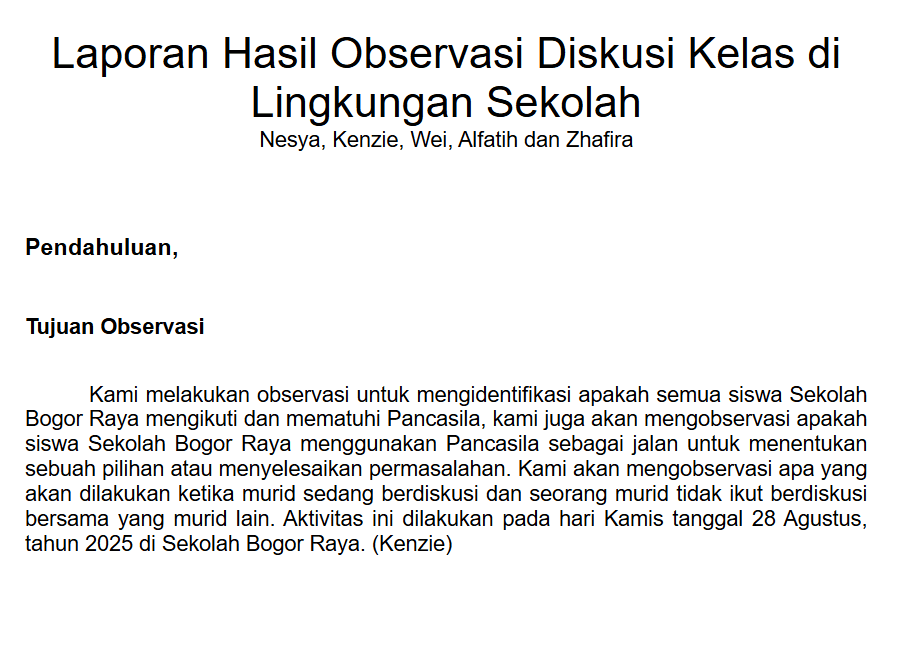 Laporan Hasil Observasi Diskusi Kelas di
Lingkungan Sekolah
Nesya, Kenzie, Wei, Alfatih dan Zhafira
Pendahuluan,
Tujuan Observasi
Kami melakukan observasi untuk mengidentifikasi apakah semua siswa Sekolah
Bogor Raya mengikuti dan mematuhi Pancasila, kami juga akan mengobservasi apakah
siswa Sekolah Bogor Raya menggunakan Pancasila sebagai jalan untuk menentukan
sebuah pilihan atau menyelesaikan permasalahan. Kami akan mengobservasi apa yang
akan dilakukan ketika murid sedang berdiskusi dan seorang murid tidak ikut berdiskusi
bersama yang murid lain. Aktivitas ini dilakukan pada hari Kamis tanggal 28 Agustus,
tahun 2025 di Sekolah Bogor Raya. (Kenzie)